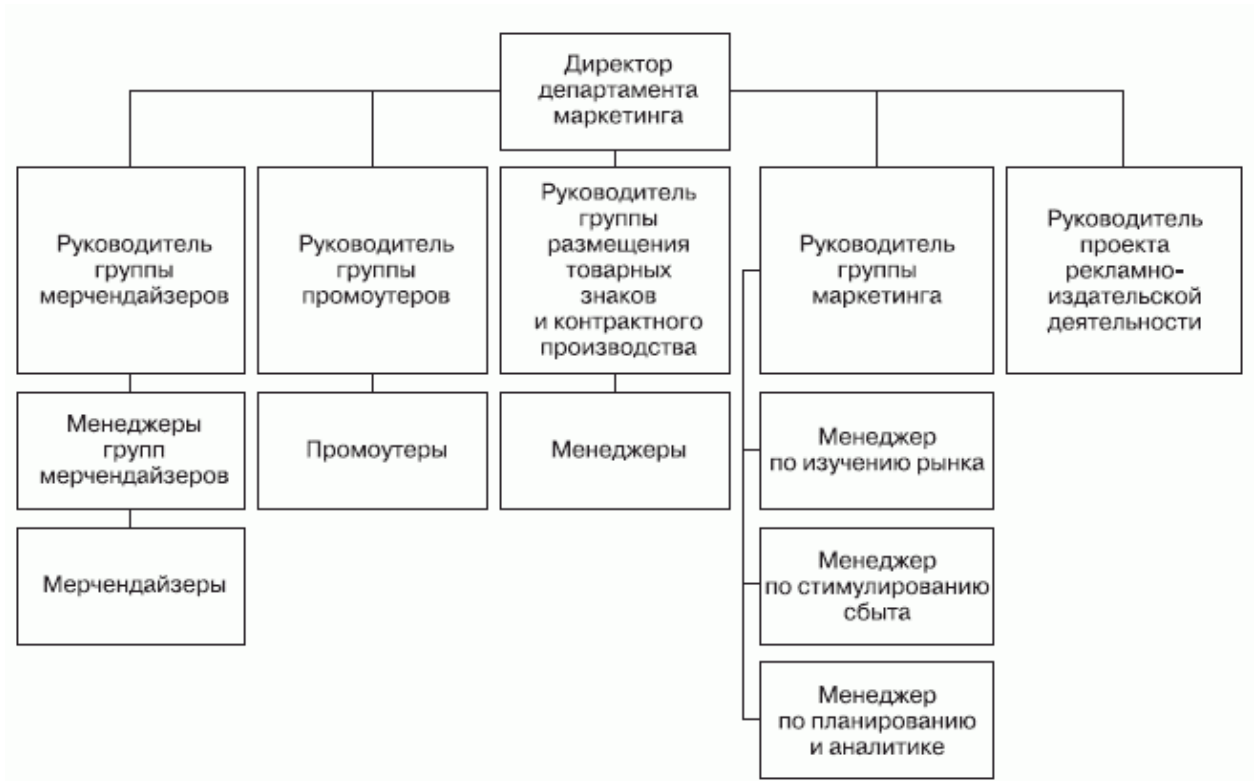 Директор
департамента
маркетинга
Руководитель
группы
мерчендайзеров
Руководитель
группы
промоутеров
Руководитель
группы
размещения
товарных
знаков
и контрактного
производства
Руководитель
группы
маркетинга
Руководитель
проекта
рекламно-
издательской
деятельности
Менеджеры
групп
мерчендайзеров
Промоутеры
Менеджеры
Менеджер
по изучению рынка
Мерчендайзеры
Менеджер
по стимулированию
сбыта
Менеджер
по планированию
и аналитике